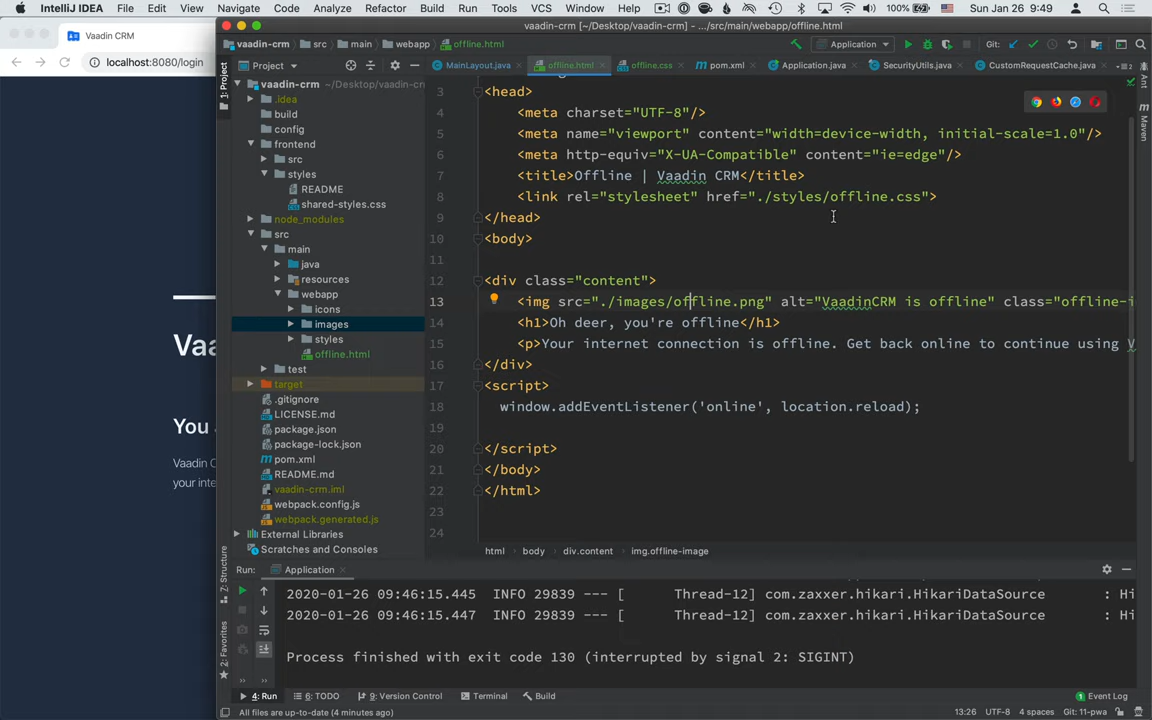 IntelliJ IDEA File Edit View Navigate Code Analyze Refactor Build Run Tools VCS Window Help 100% Sun Jan 26 9:49
Vaadin CRM
localhost:8080/login
vaadin-crm [~/Desktop/vaadin-crm] - .../src/main/webapp/offline.html
vaadin-crm src main webapp offline.html
Application Git:
Project
MainLayout.java offline.html offline.css pom.xml Application.java SecurityUtils.java CustomRequestCache.java
vaadin-crm ~/Desktop/vaadin-crm
.idea
build
config
frontend
src
styles
README
shared-styles.css
node_modules
src
main
java
resources
webapp
icons
images
styles
offline.html
test
target
.gitignore
LICENSE.md
package.json
package-lock.json
pom.xml
README.md
vaadin-crm.iml
webpack.config.js
webpack.generated.js
External Libraries
Scratches and Consoles
3 <head>
4 <meta charset="UTF-8"/>
5 <meta name="viewport" content="width=device-width, initial-scale=1.0"/>
6 <meta http-equiv="X-UA-Compatible" content="ie=edge"/>
7 <title>Offline | Vaadin CRM</title>
8 <link rel="stylesheet" href="./styles/offline.css">
9 </head>
10 <body>
11
12 <div class="content">
13 <img src="./images/offline.png" alt="VaadinCRM is offline" class="offline-i
14 <h1>Oh deer, you're offline</h1>
15 <p>Your internet connection is offline. Get back online to continue using V
16 </div>
17 <script>
18 window.addEventListener('online', location.reload);
19
20 </script>
21 </body>
22 </html>
23
24
html body div.content img.offline-image
1: Project
Ant
Maven
Z: Structure
2: Favorites
Vaa
You
Vaadin C
your inte
Run: Application
2020-01-26 09:46:15.445 INFO 29839 --- [ Thread-12] com.zaxxer.hikari.HikariDataSource : Hi
2020-01-26 09:46:15.447 INFO 29839 --- [ Thread-12] com.zaxxer.hikari.HikariDataSource : Hi
Process finished with exit code 130 (interrupted by signal 2: SIGINT)
4: Run 6: TODO 9: Version Control Terminal Build 1 Event Log
All files are up-to-date (4 minutes ago) 13:26 UTF-8 4 spaces Git: 11-pwa